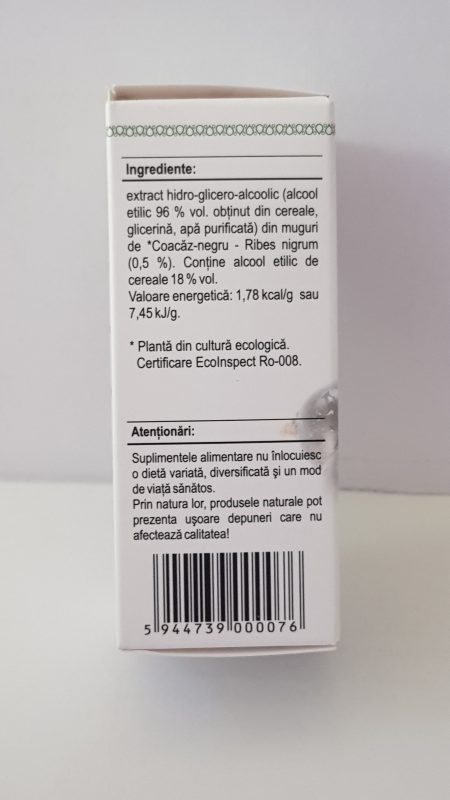 Ingrediente:
extract hidro-glicero-alcoolic (alcool
etilic 96 % vol. obținut din cereale,
glicerină, apă purificată) din muguri
de *Coacăz-negru - Ribes nigrum
(0,5 %). Conține alcool etilic de
cereale 18 % vol.
Valoare energetică: 1,78 kcal/g sau
7,45 kJ/g.
* Plantă din cultură ecologică.
Certificare EcoInspect Ro-008.
Atenționări:
Suplimentele alimentare nu înlocuiesc
o dietă variată, diversificată şi un mod
de viață sănătos.
Prin natura lor, produsele naturale pot
prezenta uşoare depuneri care nu
afectează calitatea!
5 944739 000076